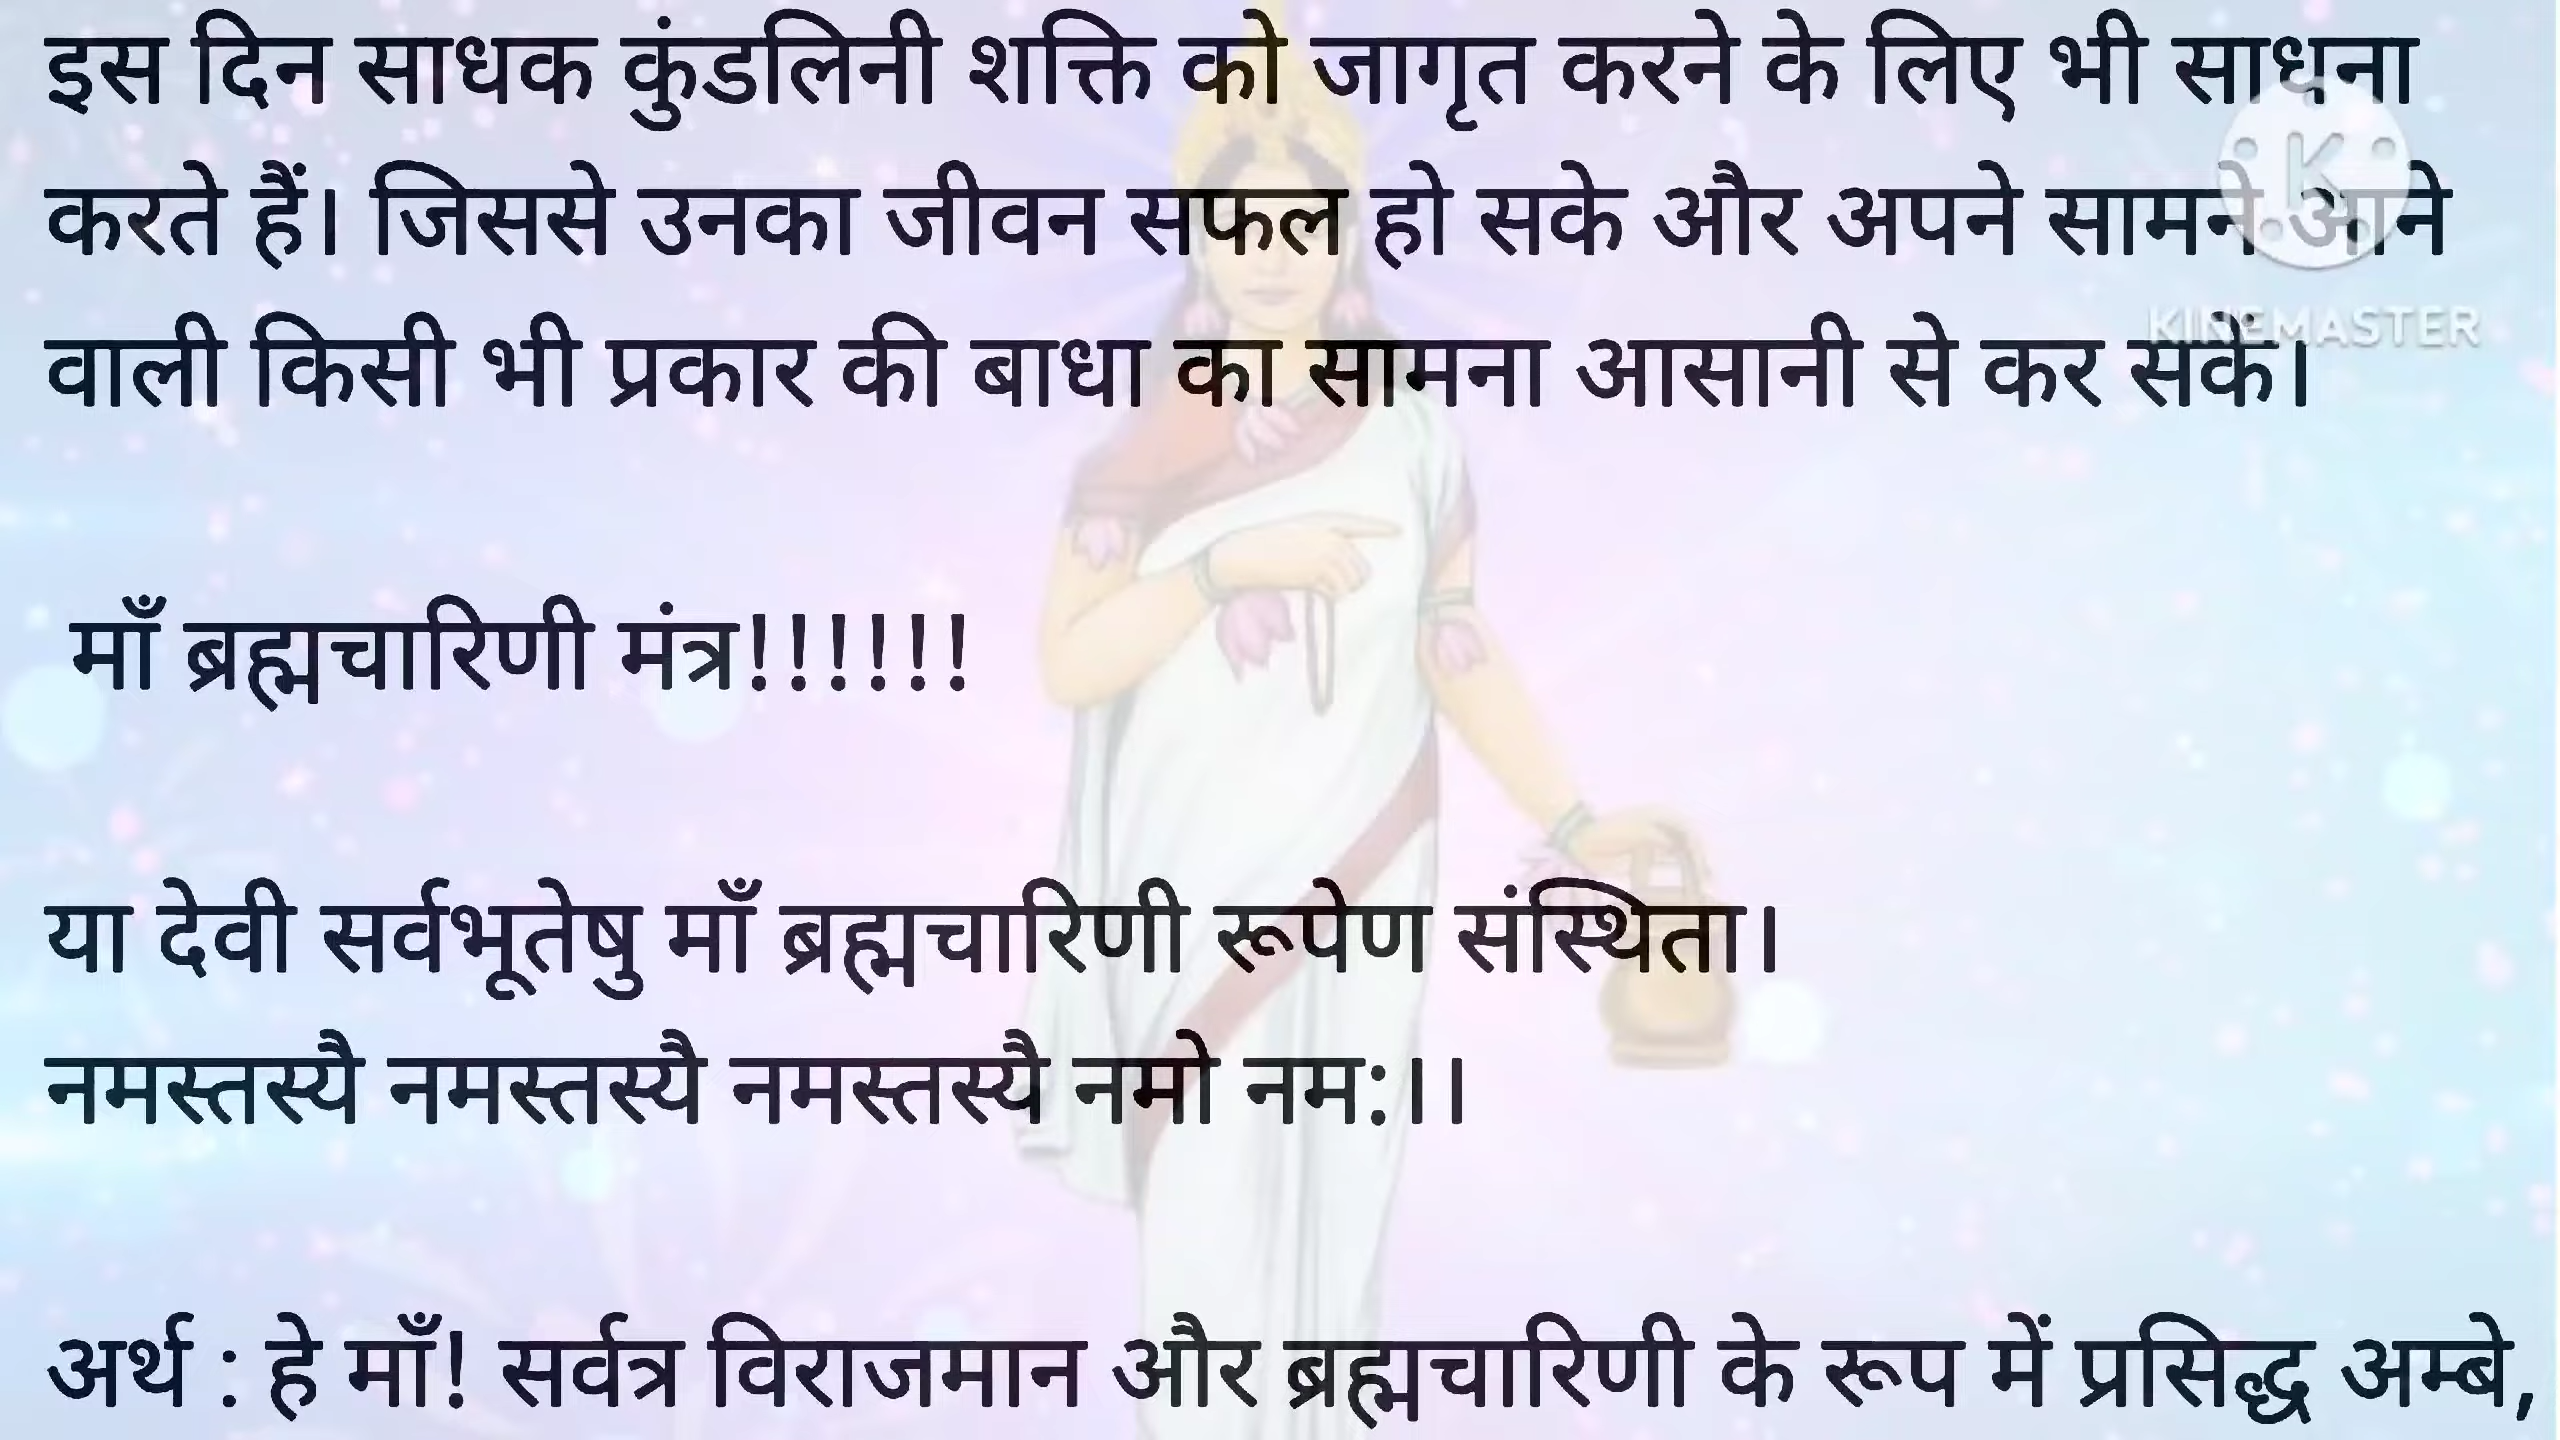 इस दिन साधक कुंडलिनी शक्ति को जागृत करने के लिए भी साधना
करते हैं। जिससे उनका जीवन सफल हो सके और अपने सामने आने
वाली किसी भी प्रकार की बाधा का सामना आसानी से कर सकें।
K
KINEMASTER
माँ ब्रह्मचारिणी मंत्र!!!!!!
या देवी सर्वभूतेषु माँ ब्रह्मचारिणी रूपेण संस्थिता।
नमस्तस्यै नमस्तस्यै नमस्तस्यै नमो नम:।।
अर्थ : हे माँ! सर्वत्र विराजमान और ब्रह्मचारिणी के रूप में प्रसिद्ध अम्बे,